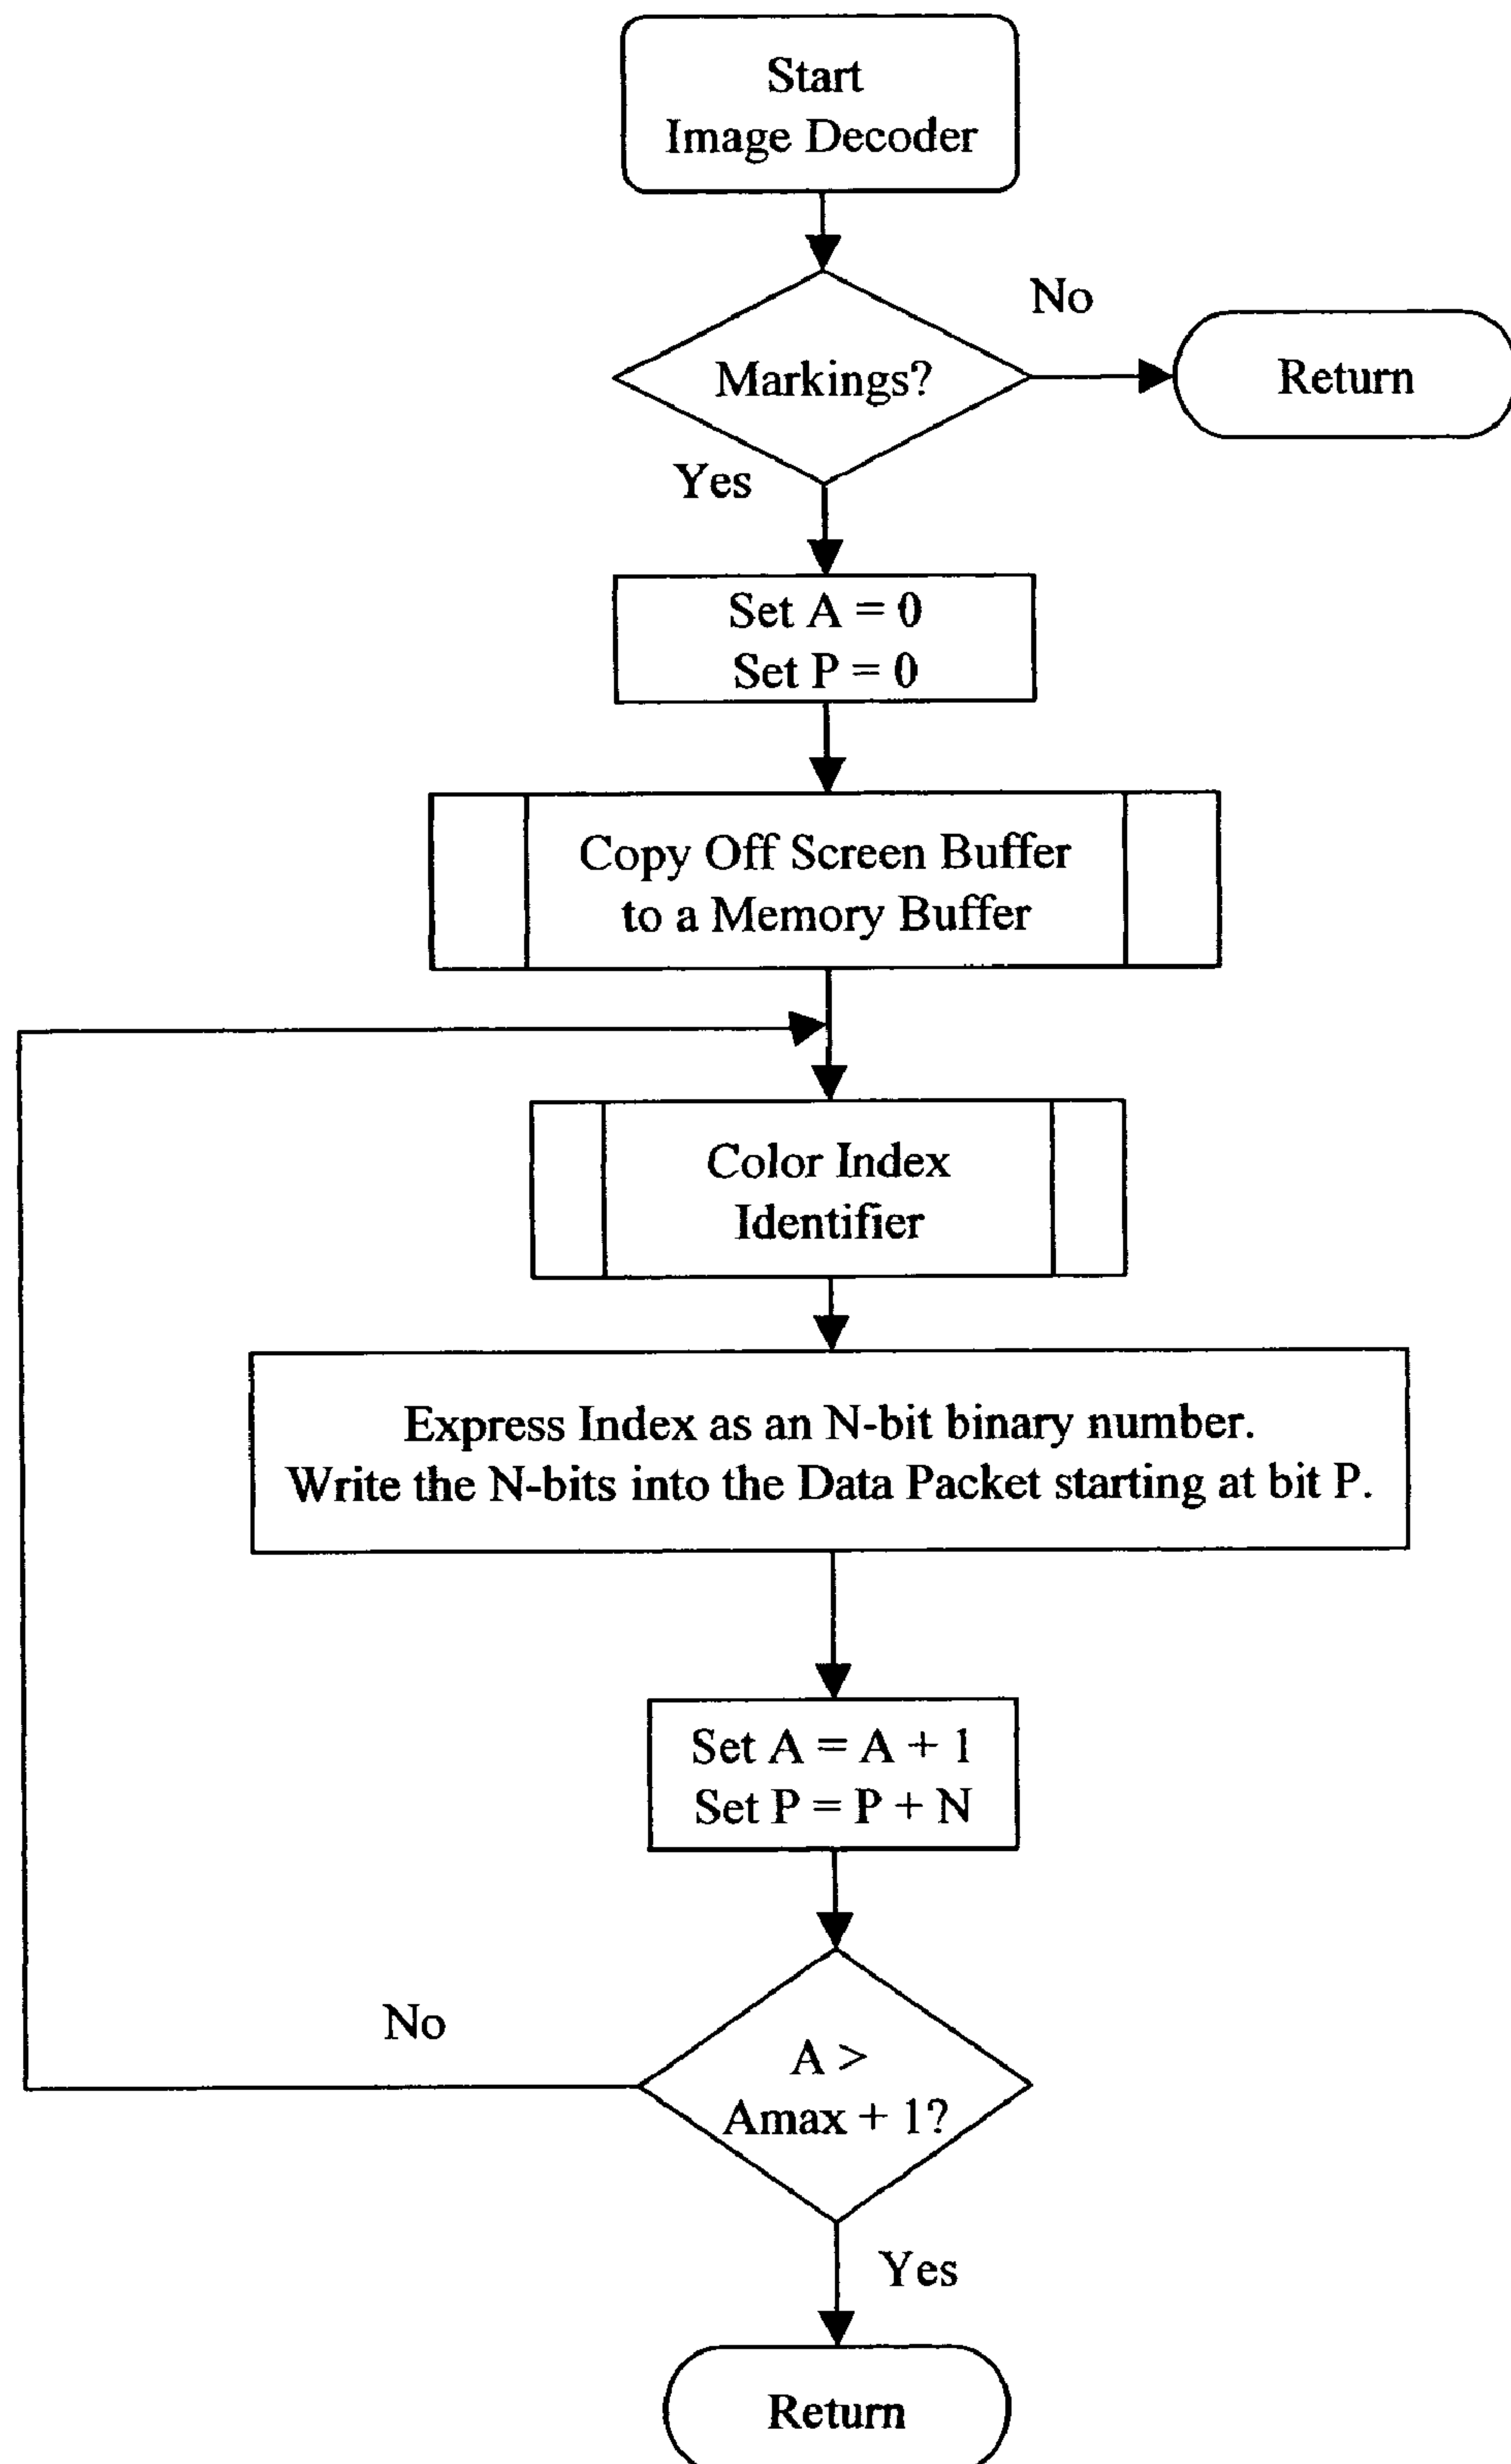 Start
Image Decoder
Markings?
No
Return
Yes
Set A = 0
Set P = 0
Copy Off Screen Buffer
to a Memory Buffer
Color Index
Identifier
Express Index as an N-bit binary number.
Write the N-bits into the Data Packet starting at bit P.
Set A = A + 1
Set P = P + N
No
A >
Amax + 1?
Yes
Return